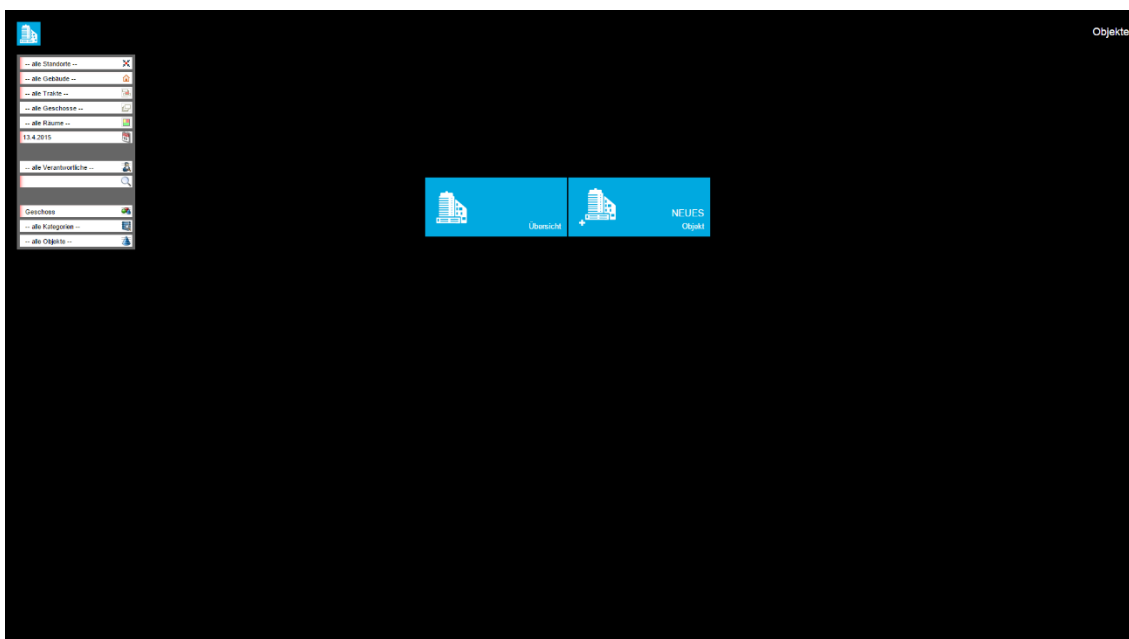 Objekte
-- alle Standorte --
-- alle Gebäude --
-- alle Trakte --
-- alle Geschosse --
-- alle Räume --
13.4.2015
-- alle Verantwortliche --
Geschoss
-- alle Kategorien --
-- alle Objekte --
Übersicht
NEUES
Objekt